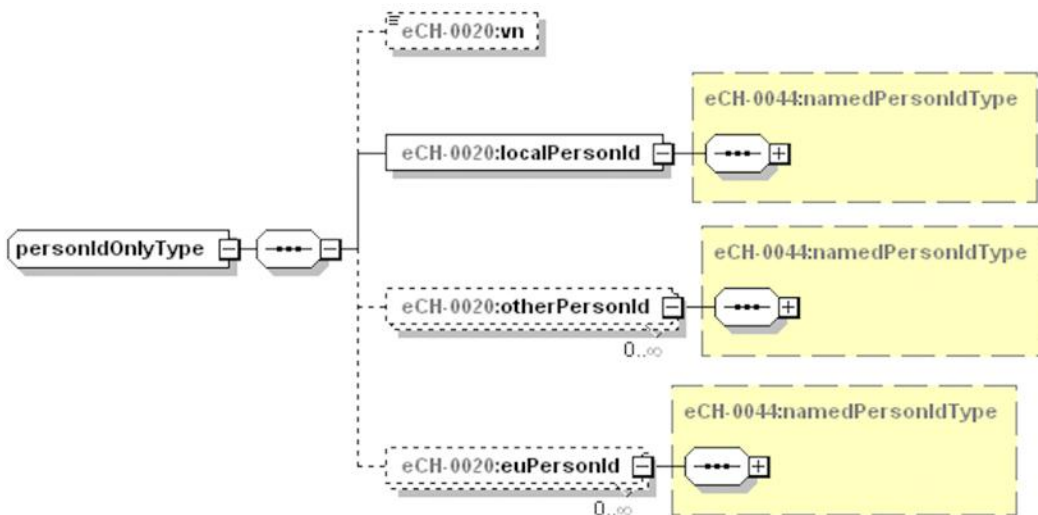 eCH-0020:vn
eCH-0044:namedPersonIdType
eCH-0020:localPersonId
personIdOnlyType
eCH-0044:namedPersonIdType
eCH-0020:otherPersonId
0..∞
eCH-0044:namedPersonIdType
eCH-0020:euPersonId
0..∞